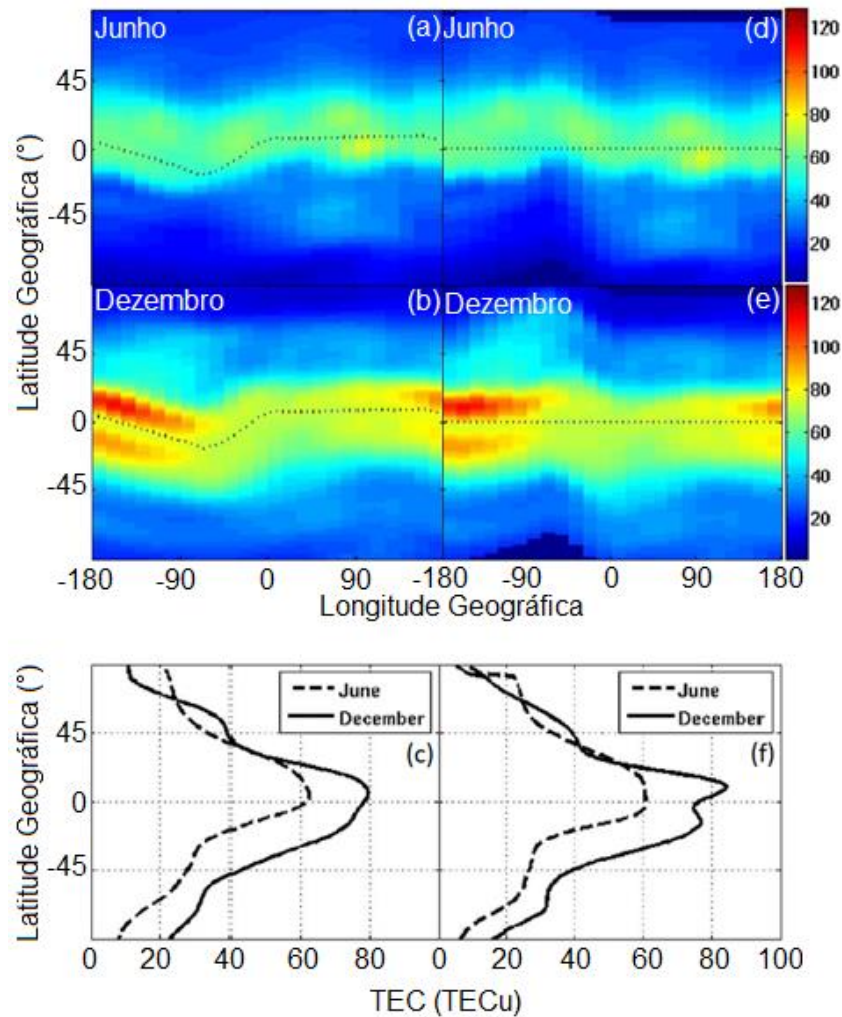 Junho (a)
Junho (d)
120
100
80
60
40
20
45
0
-45
Dezembro (b)
Dezembro (e)
120
100
80
60
40
20
45
0
-45
Latitude Geográfica (°)
-180 -90 0 90 -180 -90 0 90 180
Longitude Geográfica
June
December
(c)
June
December
(f)
45
0
-45
Latitude Geográfica (°)
0 20 40 60 80 0 20 40 60 80 100
TEC (TECu)